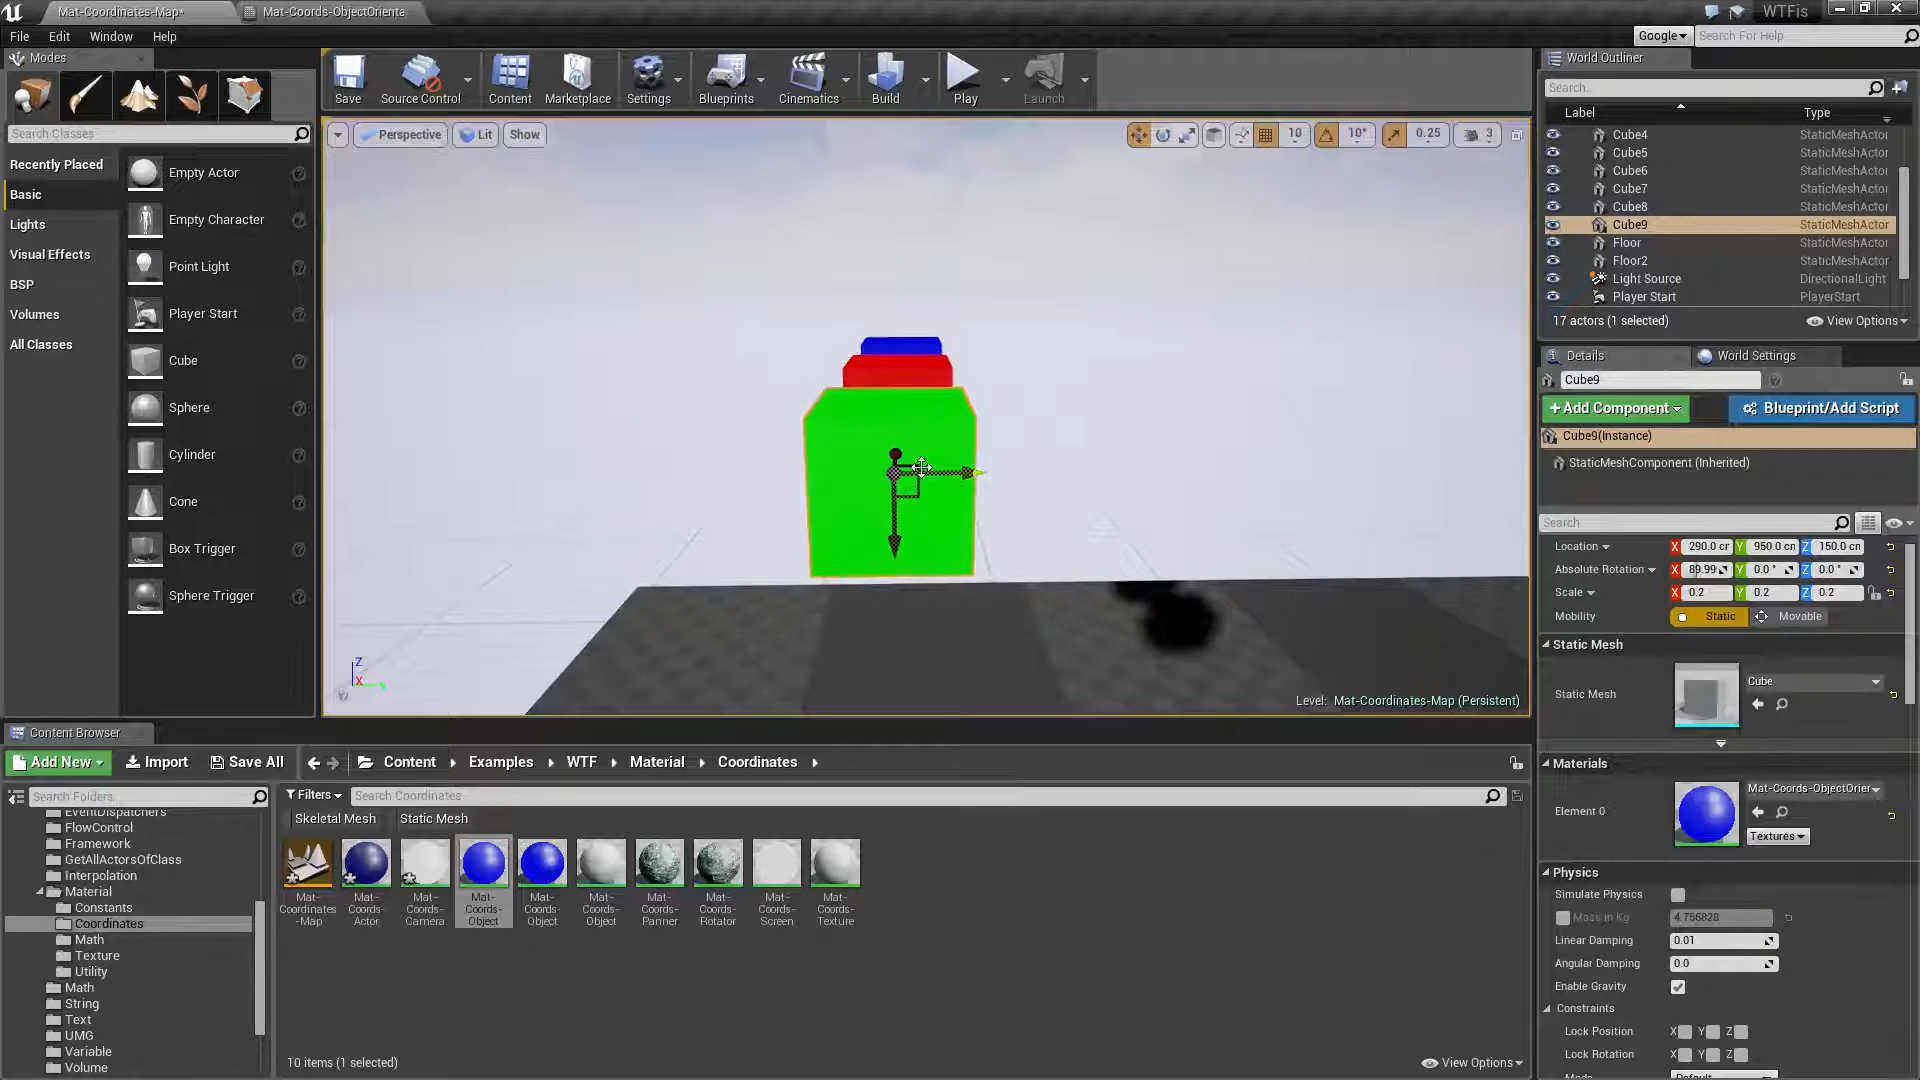 Mat-Coordinates-Map*
Mat-Coords-ObjectOrienta
WTFis
File Edit Window Help
Google
Search For Help
Modes
Search Classes
Recently Placed
Basic
Lights
Visual Effects
BSP
Volumes
All Classes
Empty Actor
Empty Character
Point Light
Player Start
Cube
Sphere
Cylinder
Cone
Box Trigger
Sphere Trigger
Save
Source Control
Content
Marketplace
Settings
Blueprints
Cinematics
Build
Play
Launch
Perspective
Lit
Show
10
10°
0.25
3
Z
X
Level: Mat-Coordinates-Map (Persistent)
World Outliner
Search...
Label Type
Cube4 StaticMeshActor
Cube5 StaticMeshActor
Cube6 StaticMeshActor
Cube7 StaticMeshActor
Cube8 StaticMeshActor
Cube9 StaticMeshActor
Floor StaticMeshActor
Floor2 StaticMeshActor
Light Source DirectionalLight
Player Start PlayerStart
17 actors (1 selected)
View Options
Details
World Settings
Cube9
+Add Component
Blueprint/Add Script
Cube9(Instance)
StaticMeshComponent (Inherited)
Search
Location X 290.0 cr Y 950.0 cr Z 150.0 cn
Absolute Rotation X 89.99 Y 0.0 ° Z 0.0 °
Scale X 0.2 Y 0.2 Z 0.2
Mobility Static Movable
Static Mesh
Static Mesh
Cube
Materials
Element 0
Mat-Coords-ObjectOrier
Textures
Physics
Simulate Physics
Mass in Kg 4.756828
Linear Damping 0.01
Angular Damping 0.0
Enable Gravity
Constraints
Lock Position X Y Z
Lock Rotation X Y Z
Mode Default
Content Browser
Add New
Import
Save All
Content
Examples
WTF
Material
Coordinates
Search Folders
EventDispatchers
FlowControl
Framework
GetAllActorsOfClass
Interpolation
Material
Constants
Coordinates
Math
Texture
Utility
Math
String
Text
UMG
Variable
Volume
Filters
Search Coordinates
Skeletal Mesh
Static Mesh
Mat-
Coordinates
-Map
Mat-
Coords-
Actor
Mat-
Coords-
Camera
Mat-
Coords-
Object
Mat-
Coords-
Object
Mat-
Coords-
Object
Mat-
Coords-
Panner
Mat-
Coords-
Rotator
Mat-
Coords-
Screen
Mat-
Coords-
Texture
10 items (1 selected)
View Options